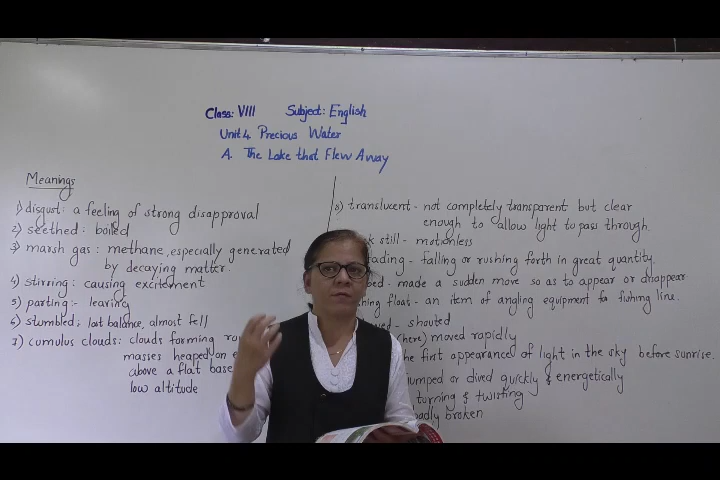 Class: VIII Subject: English
Unit 4. Precious Water
A. The Lake that Flew Away
Meanings
1) disgust: a feeling of strong disapproval
2) seethed: boiled
3) marsh gas: methane, especially generated
by decaying matter.
4) stirring: causing excitement
5) parting:- leaving
6) stumbled: lost balance, almost fell
7) cumulus clouds: clouds forming
masses heaped on
above a flat base
low altitude
8) translucent - not completely transparent but clear
enough to allow light to pass through.
still - motionless
- falling or rushing forth in great quantity.
- made a sudden move so as to appear or disappear
float - an item of angling equipment for fishing line.
- shouted
(here) moved rapidly
the first appearance of light in the sky before sunrise.
jumped or dived quickly & energetically
turning & twisting
badly broken